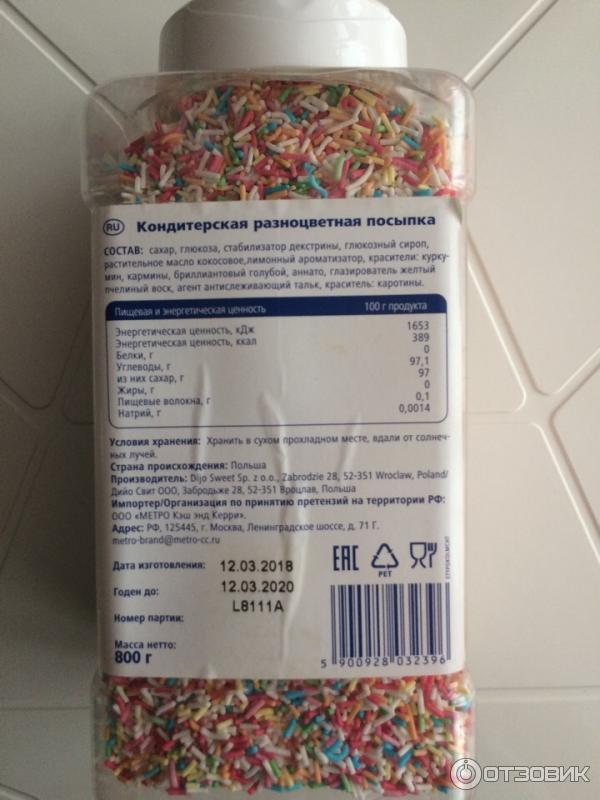 RU Кондитерская разноцветная посыпка
СОСТАВ: сахар, глюкоза, стабилизатор декстрины, глюкозный сироп,
растительное масло кокосовое,лимонный ароматизатор, красители: курку-
мин, кармины, бриллиантовый голубой, аннато, глазирователь желтый
пчелиный воск, агент антислеживающий тальк, краситель: каротины.
Пищевая и энергетическая ценность 100 г продукта
Энергетическая ценность, кДж 1653
Энергетическая ценность, ккал 389
Белки, г 0
Углеводы, г 97,1
из них сахар, г 97
Жиры, г 0
Пищевые волокна, г 0,1
Натрий, г 0,0014
Условия хранения: Хранить в сухом прохладном месте, вдали от солнеч-
ных лучей.
Страна происхождения: Польша
Производитель: Dijo Sweet Sp. z o.o., Zabrodzie 28, 52-351 Wroclaw, Poland/
Дийо Свит ООО, Забродьже 28, 52-351 Вроцлав, Польша
Импортер/Организация по принятию претензий на территории РФ:
ООО «МЕТРО Кэш энд Керри».
Адрес: РФ, 125445, г. Москва, Ленинградское шоссе, д. 71 Г.
metro-brand@metro-cc.ru
Дата изготовления: 12.03.2018
Годен до: 12.03.2020
Номер партии: L8111A
Масса нетто:
800 г
EAC
PET
5 900928 032396
ОТЗОВИК